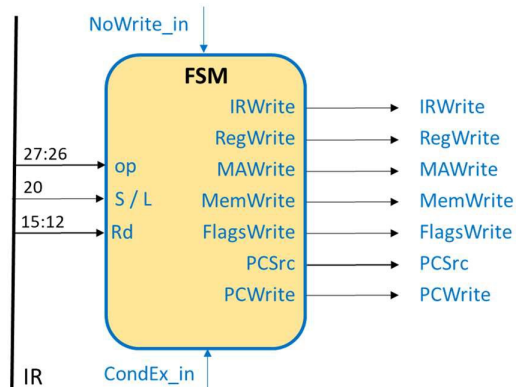 NoWrite_in
FSM
IRWrite IRWrite
RegWrite RegWrite
27:26 op MAWrite MAWrite
20 S / L MemWrite MemWrite
15:12 Rd FlagsWrite FlagsWrite
PCSrc PCSrc
PCWrite PCWrite
IR CondEx_in